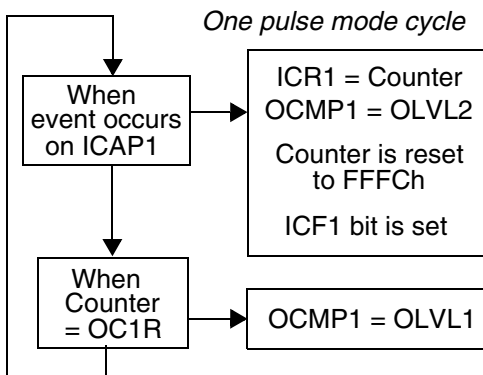 One pulse mode cycle
When
event occurs
on ICAP1
ICR1 = Counter
OCMP1 = OLVL2
Counter is reset
to FFFCh
ICF1 bit is set
When
Counter
= OC1R
OCMP1 = OLVL1